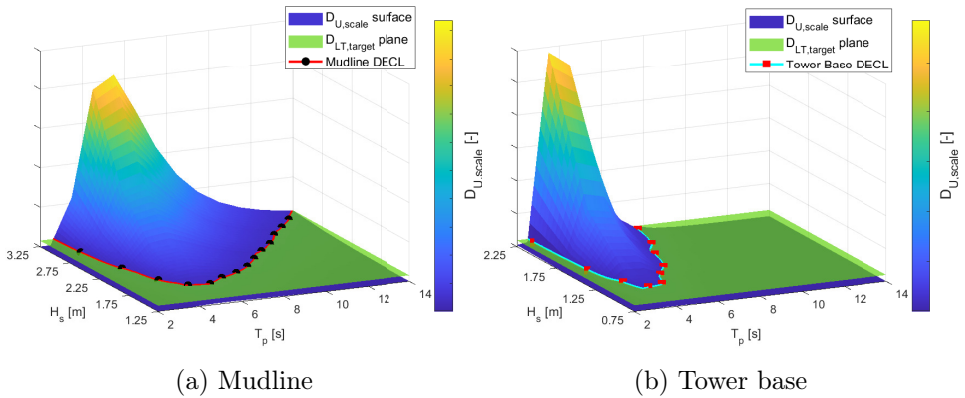 D_U,scale surface
D_LT,target plane
Mudline DECL
D_U,scale [-]
3.25
2.75
2.25
1.75
1.25
H_s [m]
2
4
6
8
10
12
14
T_p [s]
(a) Mudline
D_U,scale surface
D_LT,target plane
Towor Baco DECL
D_U,scale [-]
2.25
1.75
1.25
0.75
H_s [m]
2
4
6
8
10
12
14
T_p [s]
(b) Tower base